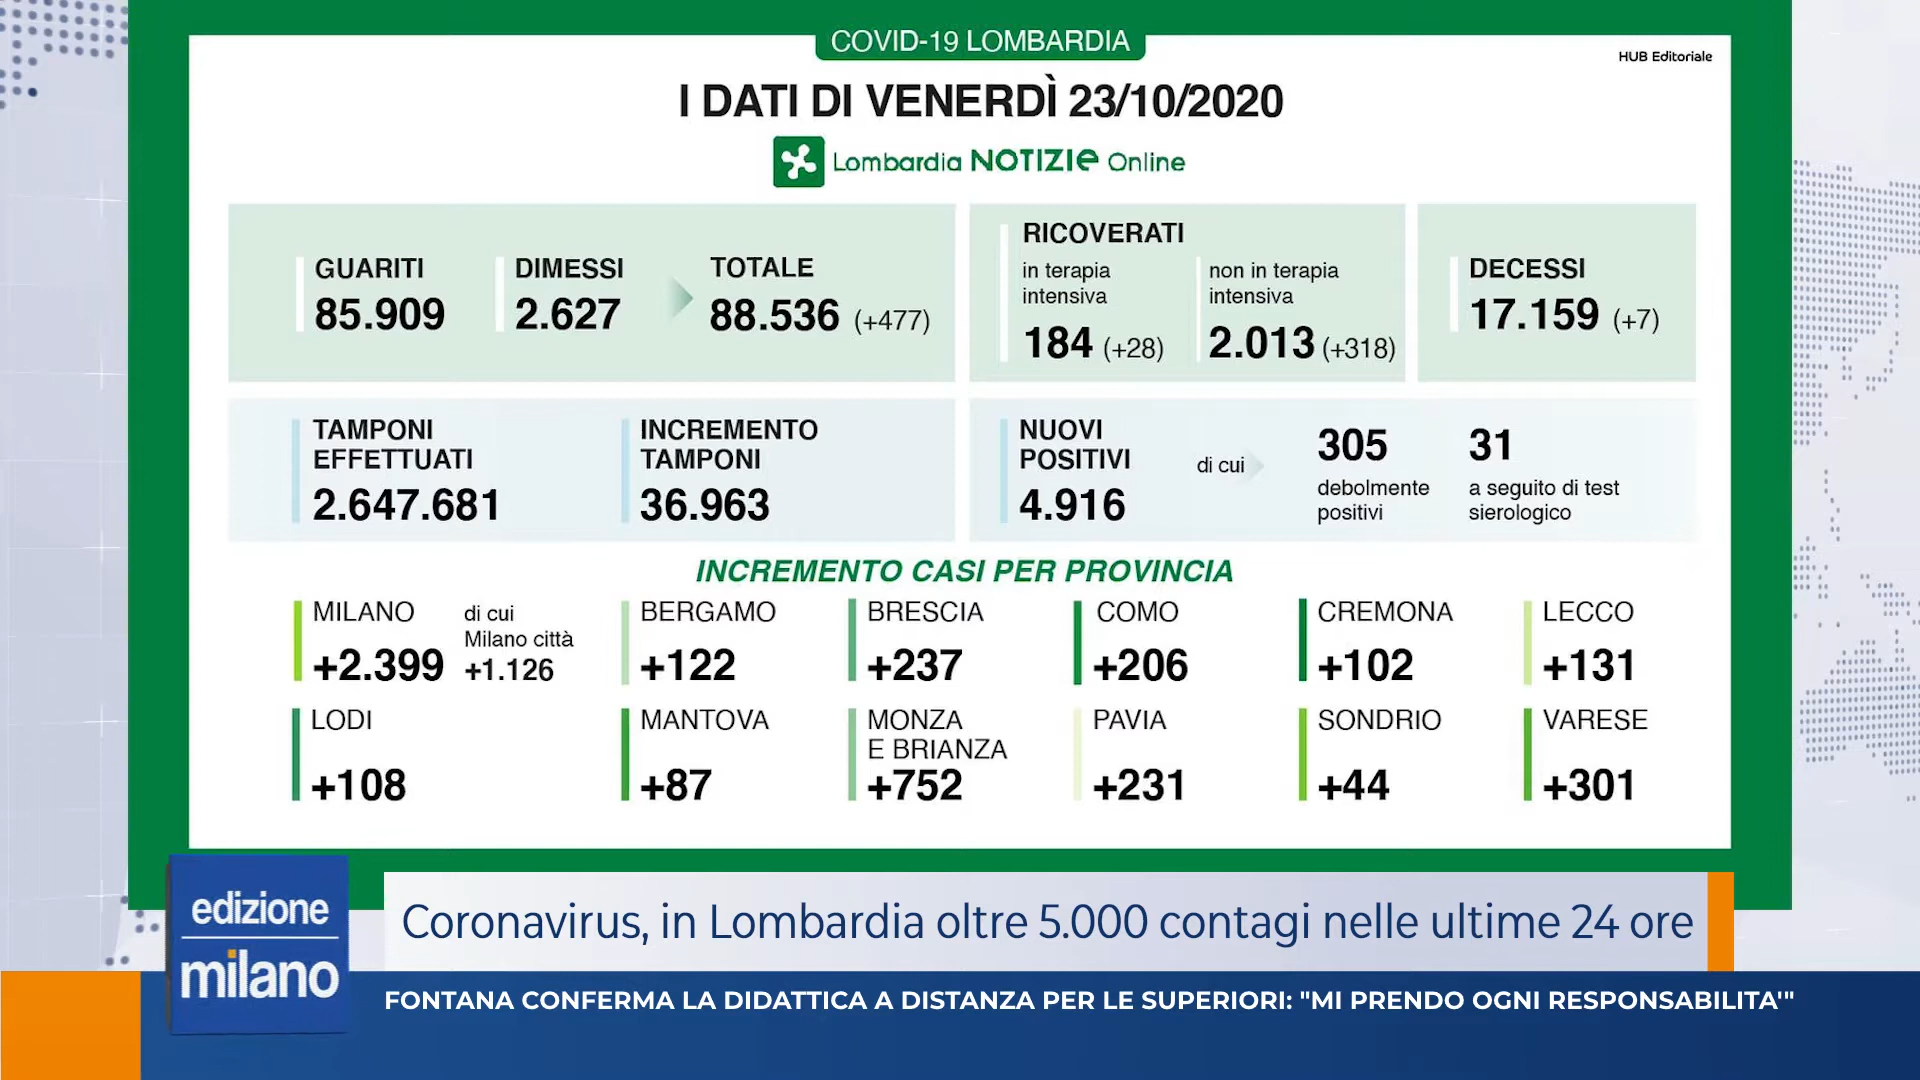 COVID-19 LOMBARDIA
HUB Editoriale
I DATI DI VENERDÌ 23/10/2020
Lombardia NOTIZIE Online
GUARITI
85.909
DIMESSI
2.627
TOTALE
88.536 (+477)
RICOVERATI
in terapia
intensiva
184 (+28)
non in terapia
intensiva
2.013 (+318)
DECESSI
17.159 (+7)
TAMPONI
EFFETTUATI
2.647.681
INCREMENTO
TAMPONI
36.963
NUOVI
POSITIVI
4.916
di cui
305
debolmente
positivi
31
a seguito di test
sierologico
INCREMENTO CASI PER PROVINCIA
MILANO
+2.399
di cui
Milano città
+1.126
BERGAMO
+122
BRESCIA
+237
COMO
+206
CREMONA
+102
LECCO
+131
LODI
+108
MANTOVA
+87
MONZA
E BRIANZA
+752
PAVIA
+231
SONDRIO
+44
VARESE
+301
edizione
milano
Coronavirus, in Lombardia oltre 5.000 contagi nelle ultime 24 ore
FONTANA CONFERMA LA DIDATTICA A DISTANZA PER LE SUPERIORI: "MI PRENDO OGNI RESPONSABILITA'"